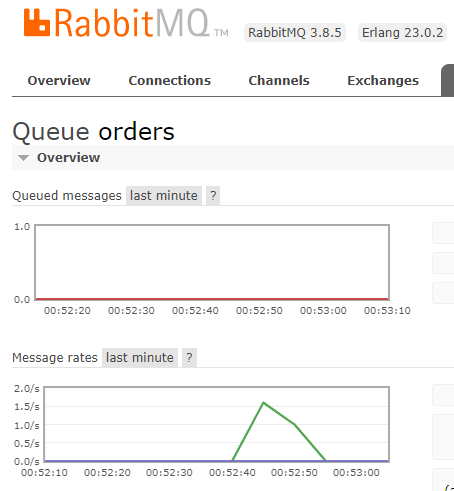 RabbitMQ TM RabbitMQ 3.8.5 Erlang 23.0.2
Overview Connections Channels Exchanges
Queue orders
Overview
Queued messages last minute ?
1.0
0.0
00:52:20 00:52:30 00:52:40 00:52:50 00:53:00 00:53:10
Message rates last minute ?
2.0/s
1.5/s
1.0/s
0.5/s
0.0/s
00:52:10 00:52:20 00:52:30 00:52:40 00:52:50 00:53:00